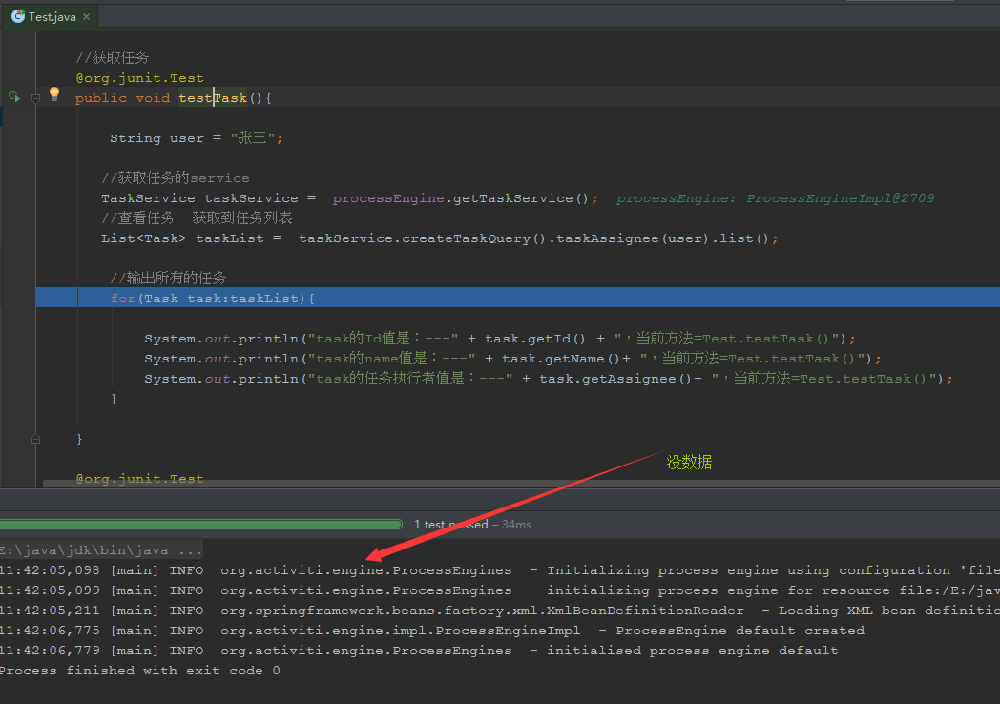 Test.java ×
//获取任务
@org.junit.Test
public void testTask(){
String user = "张三";
//获取任务的service
TaskService taskService = processEngine.getTaskService(); processEngine: ProcessEngineImpl@2709
//查看任务 获取到任务列表
List<Task> taskList = taskService.createTaskQuery().taskAssignee(user).list();
//输出所有的任务
for(Task task:taskList){
System.out.println("task的Id值是：---" + task.getId() + "，当前方法=Test.testTask()");
System.out.println("task的name值是：---" + task.getName()+ "，当前方法=Test.testTask()");
System.out.println("task的任务执行者值是：---" + task.getAssignee()+ "，当前方法=Test.testTask()");
}
}
没数据
@org.junit.Test
1 test passed – 34ms
E:\java\jdk\bin\java ...
11:42:05,098 [main] INFO org.activiti.engine.ProcessEngines - Initializing process engine using configuration 'file
11:42:05,099 [main] INFO org.activiti.engine.ProcessEngines - initializing process engine for resource file:/E:/jav
11:42:05,211 [main] INFO org.springframework.beans.factory.xml.XmlBeanDefinitionReader - Loading XML bean definitio
11:42:06,775 [main] INFO org.activiti.engine.impl.ProcessEngineImpl - ProcessEngine default created
11:42:06,779 [main] INFO org.activiti.engine.ProcessEngines - initialised process engine default
Process finished with exit code 0